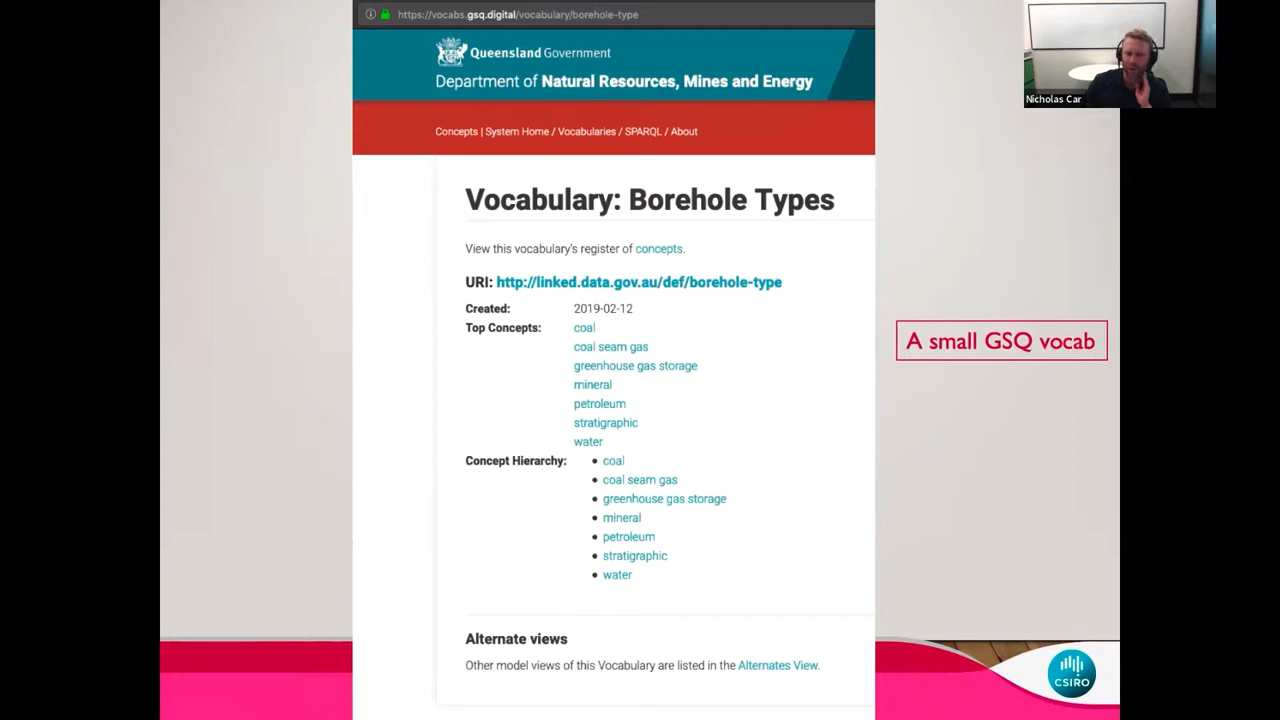 https://vocabs.gsq.digital/vocabulary/borehole-type
Queensland Government
Department of Natural Resources, Mines and Energy
Concepts | System Home / Vocabularies / SPARQL / About
Vocabulary: Borehole Types
View this vocabulary's register of concepts.
URI: http://linked.data.gov.au/def/borehole-type
Created: 2019-02-12
Top Concepts: coal
coal seam gas
greenhouse gas storage
mineral
petroleum
stratigraphic
water
Concept Hierarchy: • coal
• coal seam gas
• greenhouse gas storage
• mineral
• petroleum
• stratigraphic
• water
Alternate views
Other model views of this Vocabulary are listed in the Alternates View.
A small GSQ vocab
Nicholas Car
CSIRO